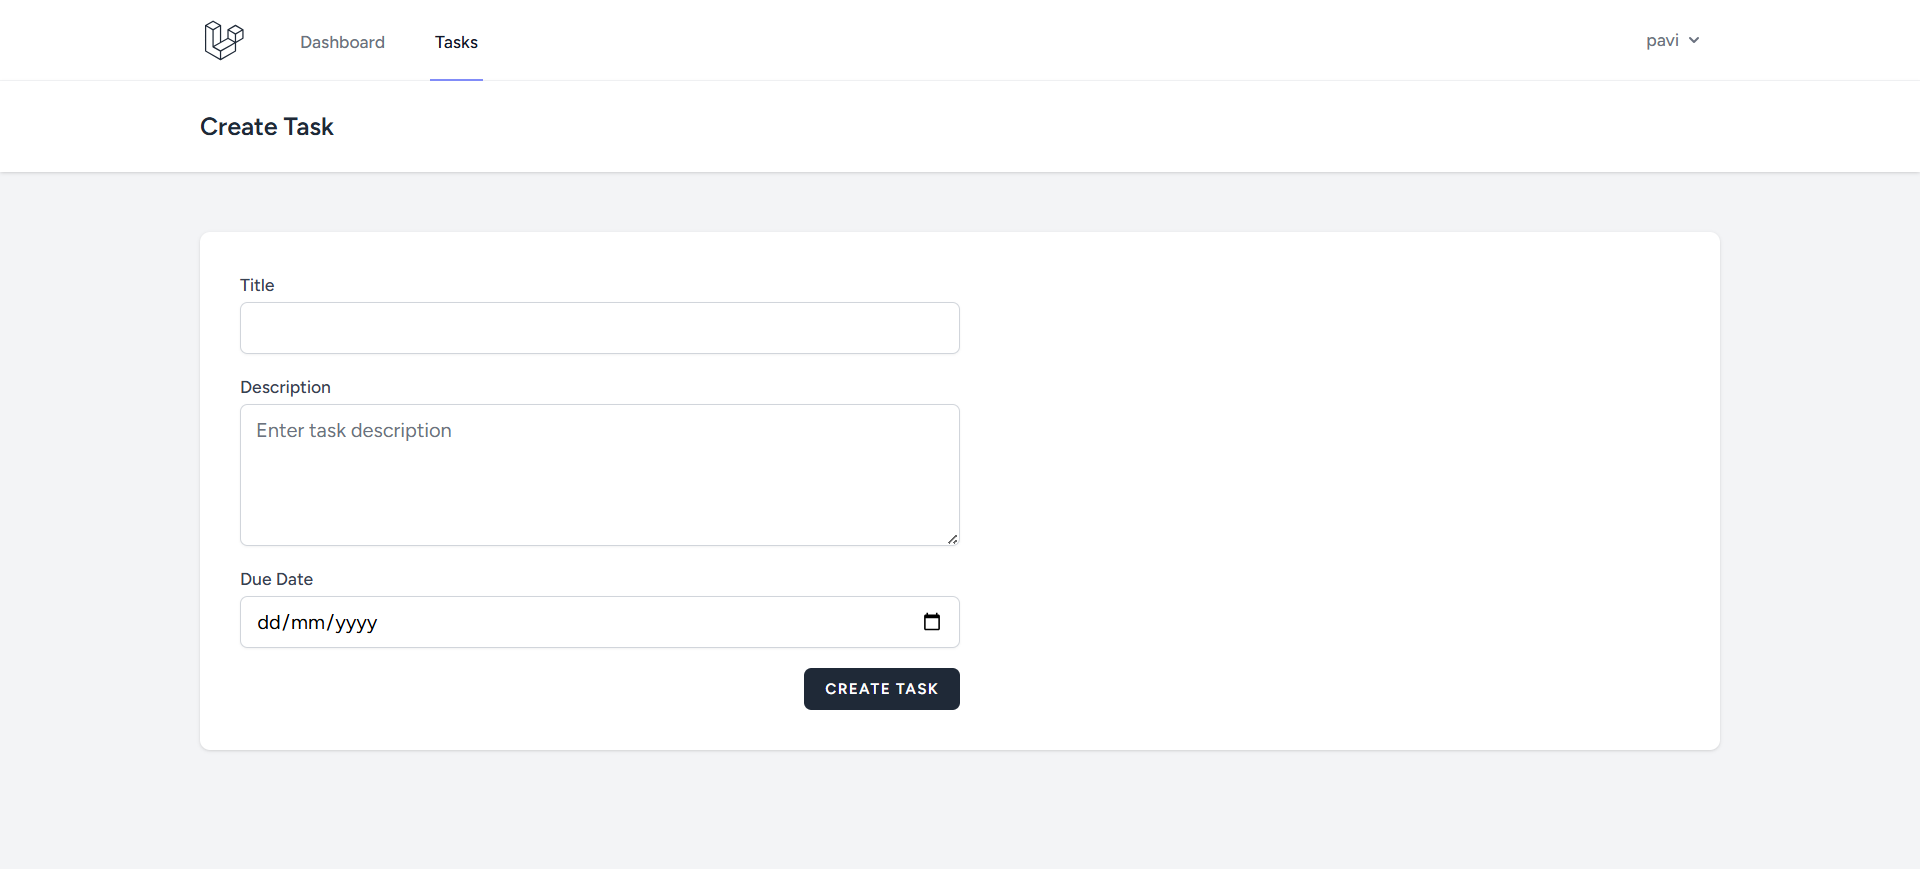 Dashboard Tasks pavi
Create Task
Title
Description
Enter task description
Due Date
dd/mm/yyyy
CREATE TASK